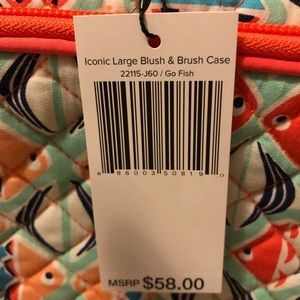 Iconic Large Blush & Brush Case
22115-J60 / Go Fish
8 86003 50819 0
MSRP $58.00